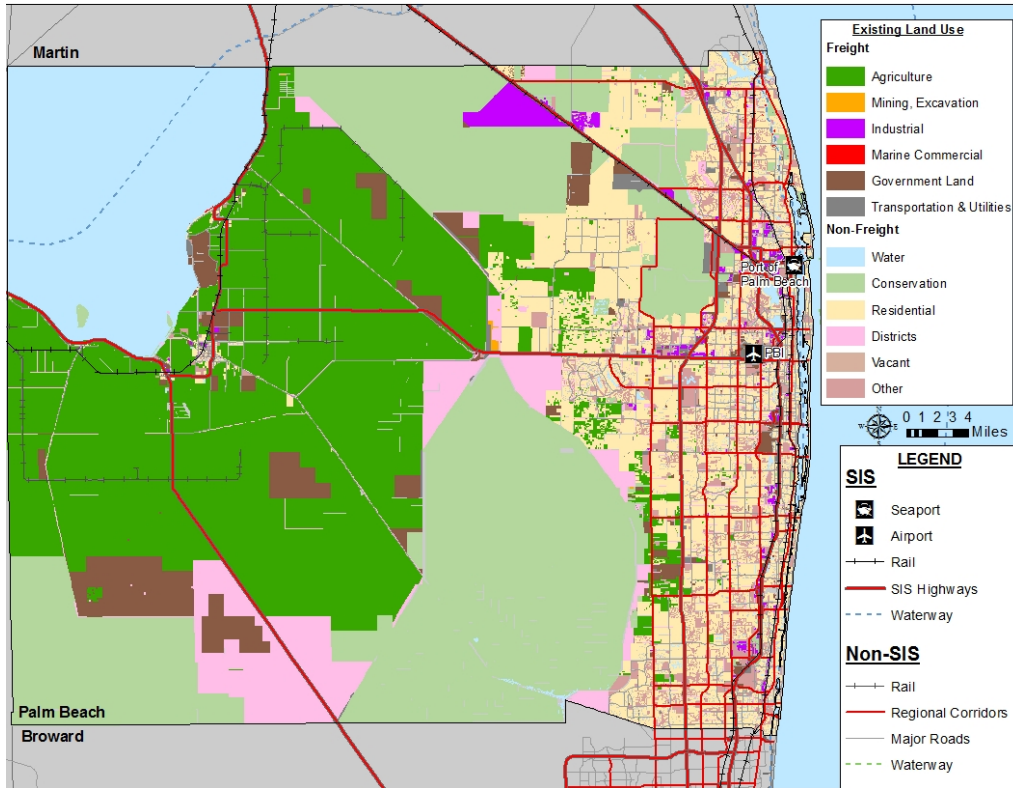 Martin
Port of
Palm Beach
PBI
Palm Beach
Broward
Existing Land Use
Freight
Agriculture
Mining, Excavation
Industrial
Marine Commercial
Government Land
Transportation & Utilities
Non-Freight
Water
Conservation
Residential
Districts
Vacant
Other
N
W
E
S
0 1 2 3 4
Miles
LEGEND
SIS
Seaport
Airport
Rail
SIS Highways
Waterway
Non-SIS
Rail
Regional Corridors
Major Roads
Waterway